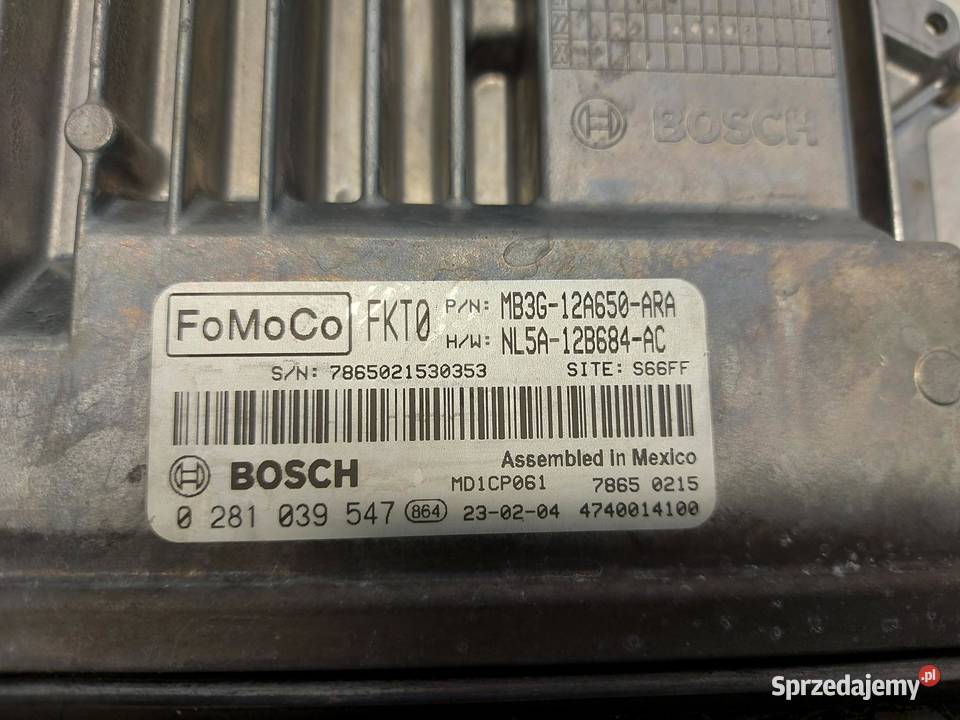 BOSCH
FoMoCo FKT0 P/N: MB3G-12A650-ARA
H/W: NL5A-12B684-AC
S/N: 7865021530353 SITE: S66FF
BOSCH Assembled in Mexico
MD1CP061 7865 0215
0 281 039 547 864 23-02-04 4740014100
Sprzedajemy.pl